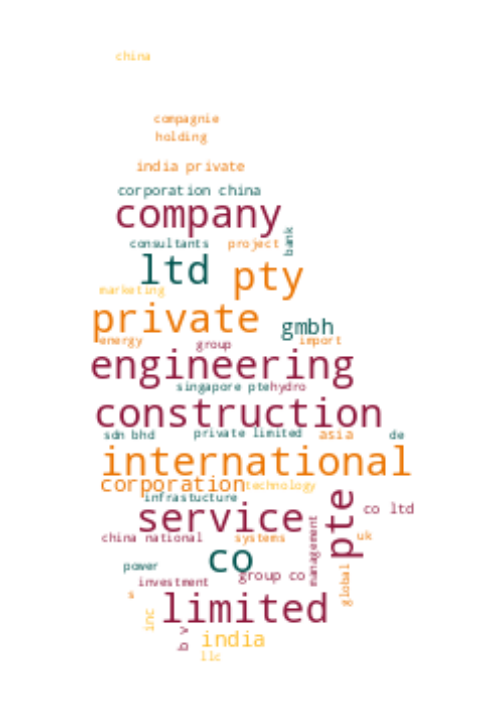 china
compagnie
holding
india private
corporation china
company
consultants project bank
ltd pty
marketing
private gmbh
energy group import
engineering
singapore pte hydro
construction
sdn bhd private limited asia de
international
corporation technology
infrastucture
service pte co ltd
china national systems management uk
co
power group co global
investment
s limited
inc
b v india
llc